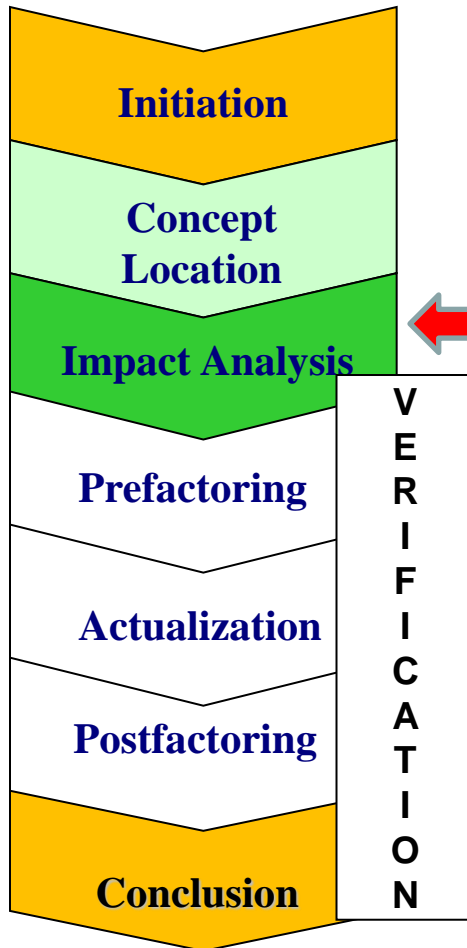 Initiation
Concept
Location
Impact Analysis
Prefactoring
Actualization
Postfactoring
Conclusion
V
E
R
I
F
I
C
A
T
I
O
N